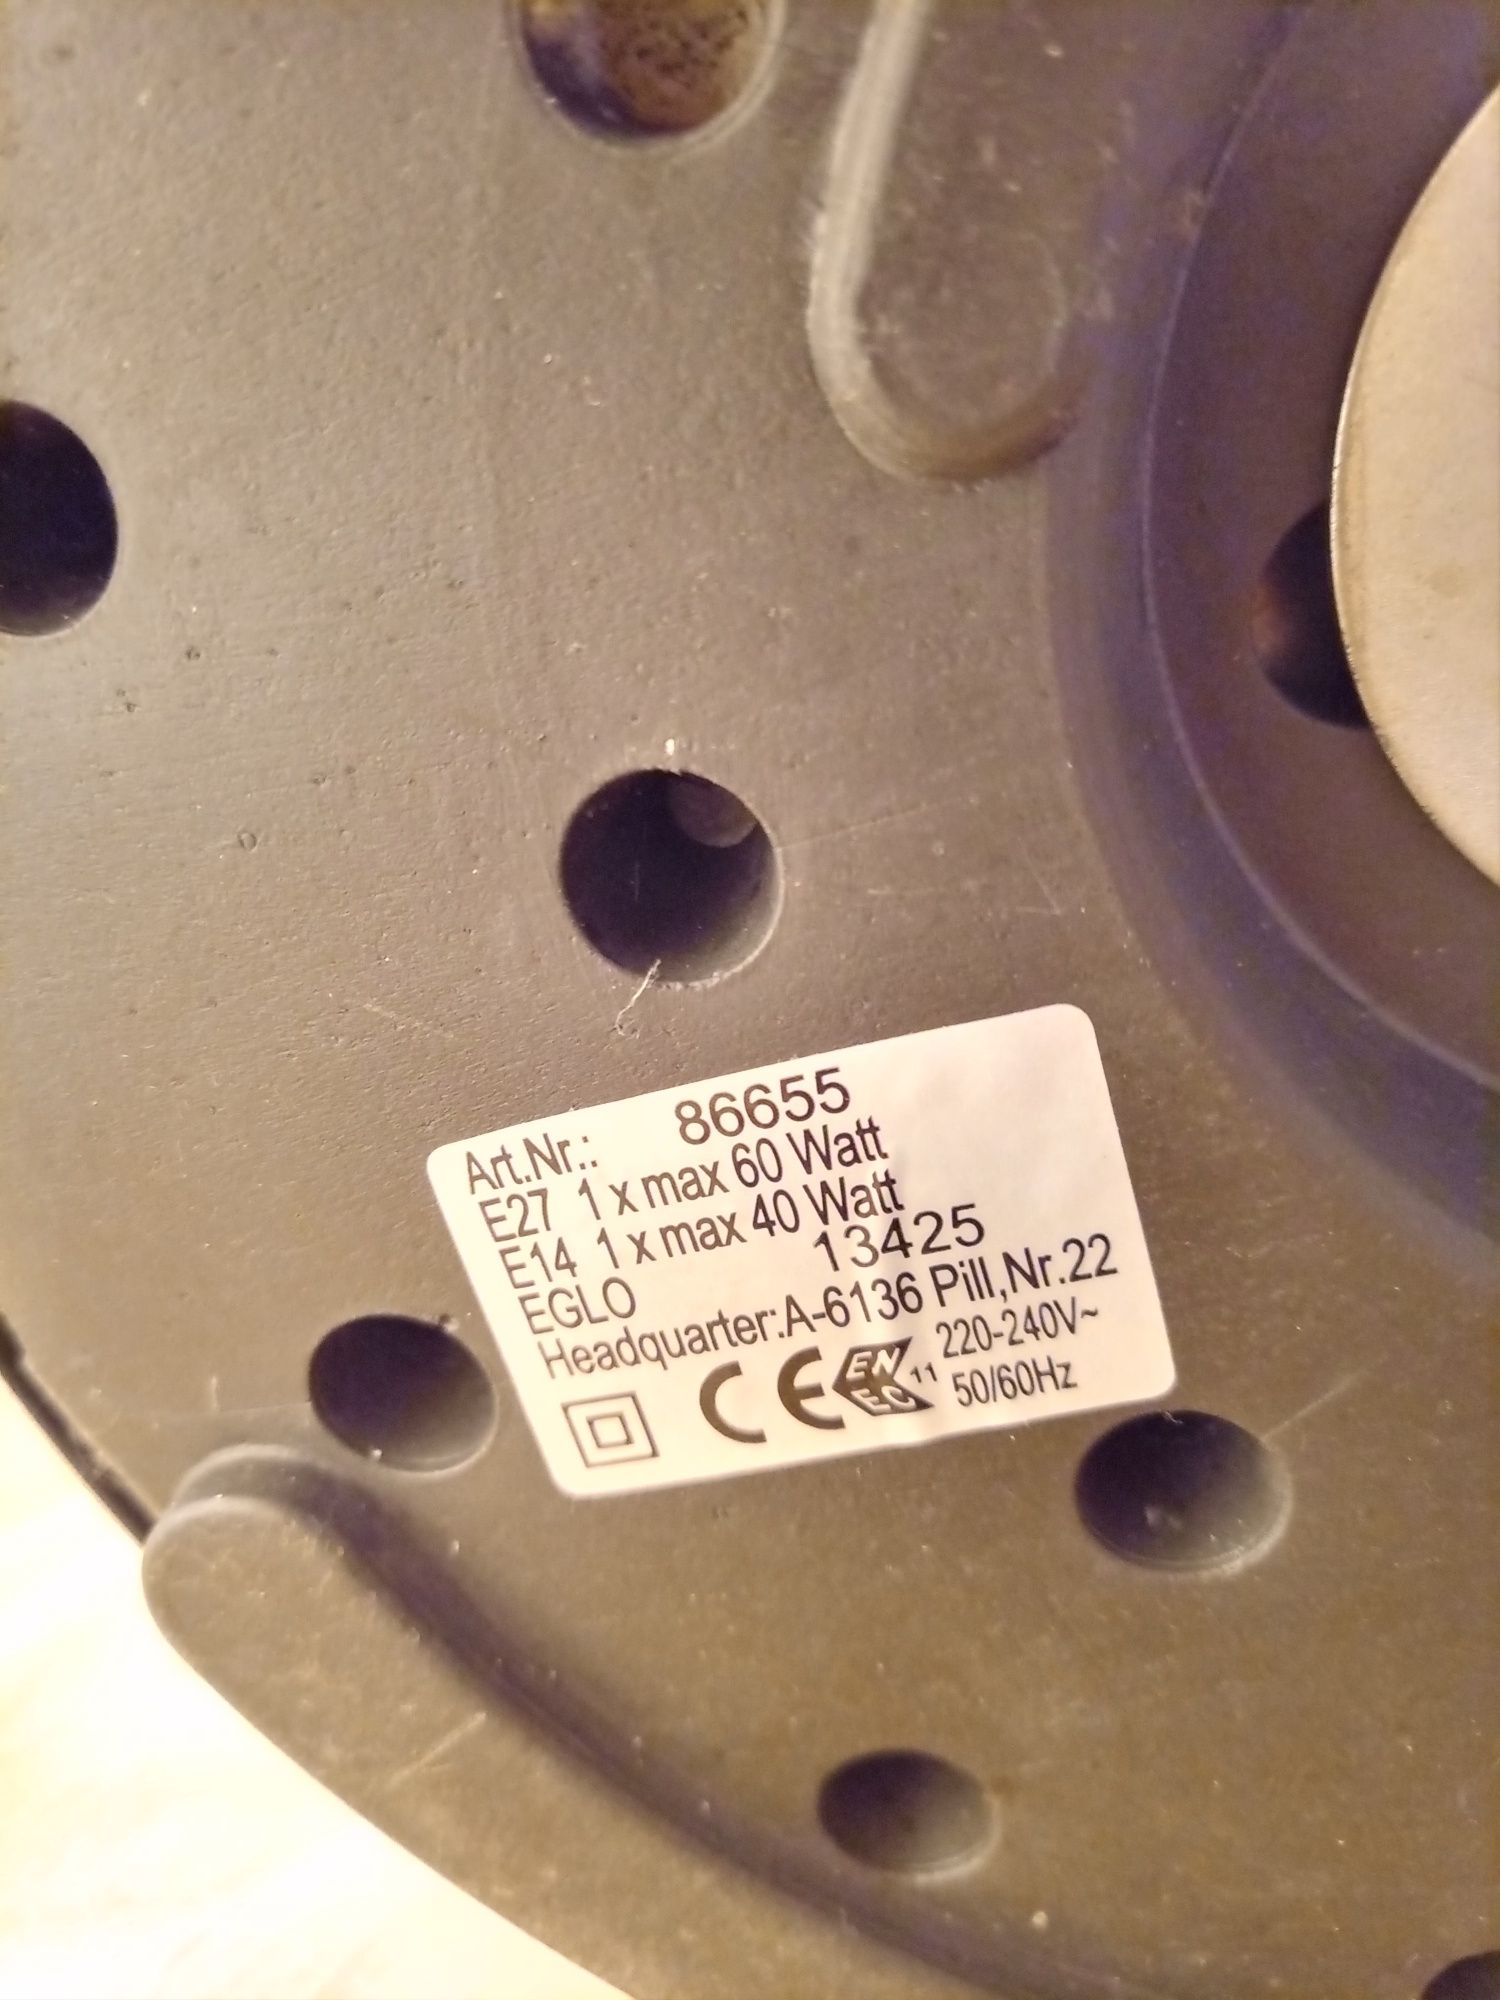 Art.Nr.: 86655
E27 1 x max 60 Watt
E14 1 x max 40 Watt
EGLO 13425
Headquarter:A-6136 Pill,Nr.22
CE EN EC 11 220-240V~
50/60Hz